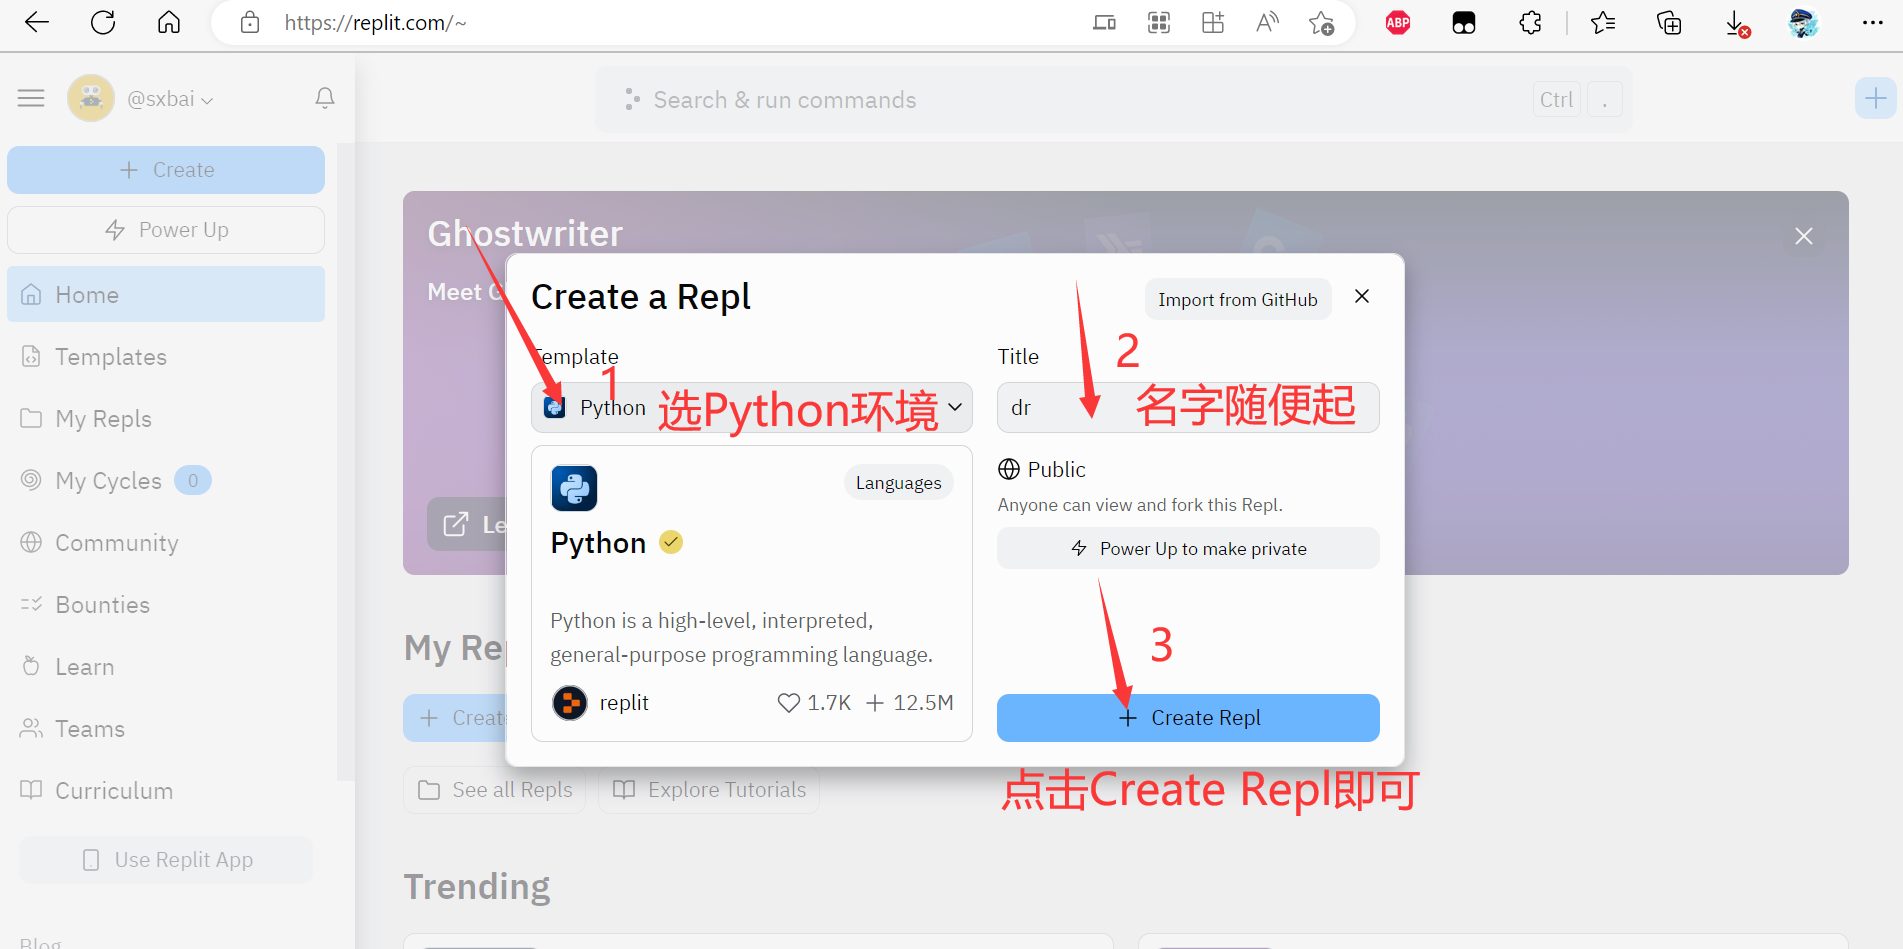 https://replit.com/~
ABP
@sxbai
Search & run commands
Ctrl
.
Create
Power Up
Home
Templates
My Repls
My Cycles 0
Community
Bounties
Learn
Teams
Curriculum
Use Replit App
Blog
Ghostwriter
Meet G
Le
Create a Repl
Import from GitHub
Template
1
Python
选Python环境
Title
2
dr
名字随便起
Languages
Python
Python is a high-level, interpreted,
general-purpose programming language.
replit
1.7K
12.5M
Public
Anyone can view and fork this Repl.
Power Up to make private
3
Create Repl
点击Create Repl即可
My Rep
Creat
See all Repls
Explore Tutorials
Trending